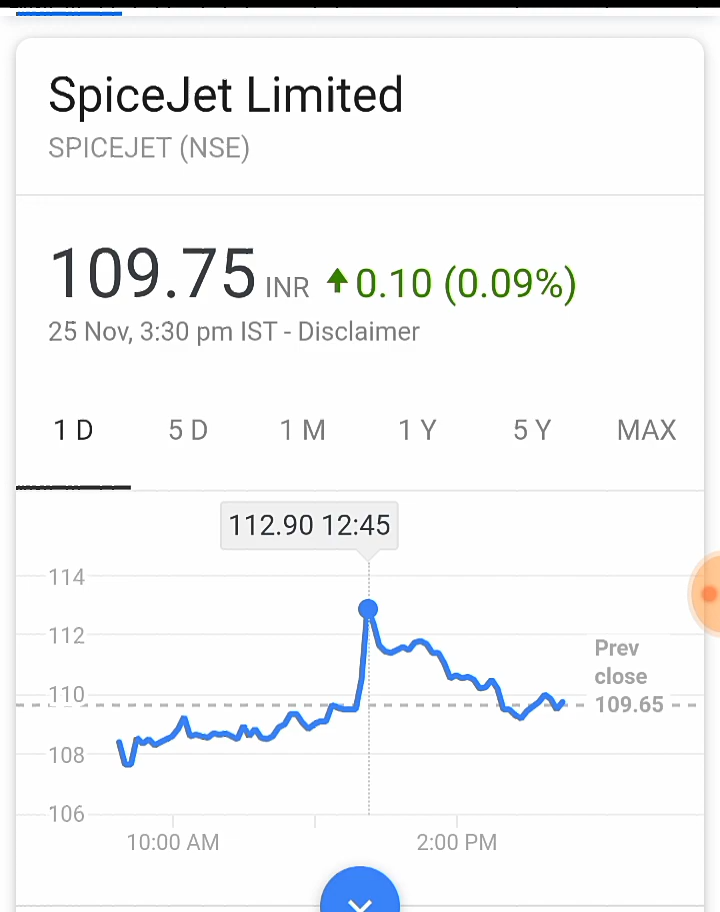 SpiceJet Limited
SPICEJET (NSE)
109.75 INR 0.10 (0.09%)
25 Nov, 3:30 pm IST - Disclaimer
1 D 5 D 1 M 1 Y 5 Y MAX
112.90 12:45
114
112
Prev
close
110
109.65
108
106
10:00 AM 2:00 PM